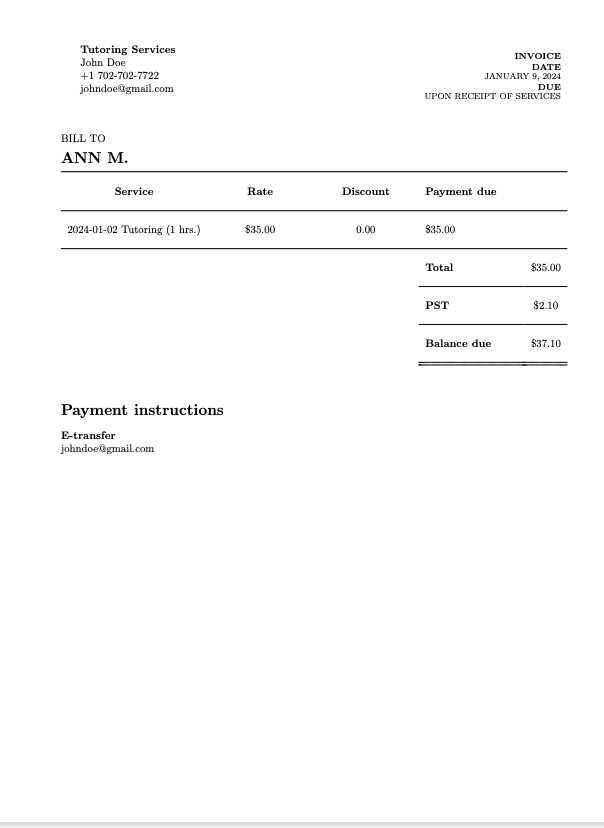 Tutoring Services
John Doe
+1 702-702-7722
johndoe@gmail.com
INVOICE
DATE
JANUARY 9, 2024
DUE
UPON RECEIPT OF SERVICES
BILL TO
ANN M.
Service Rate Discount Payment due
2024-01-02 Tutoring (1 hrs.) $35.00 0.00 $35.00
Total $35.00
PST $2.10
Balance due $37.10
Payment instructions
E-transfer
johndoe@gmail.com